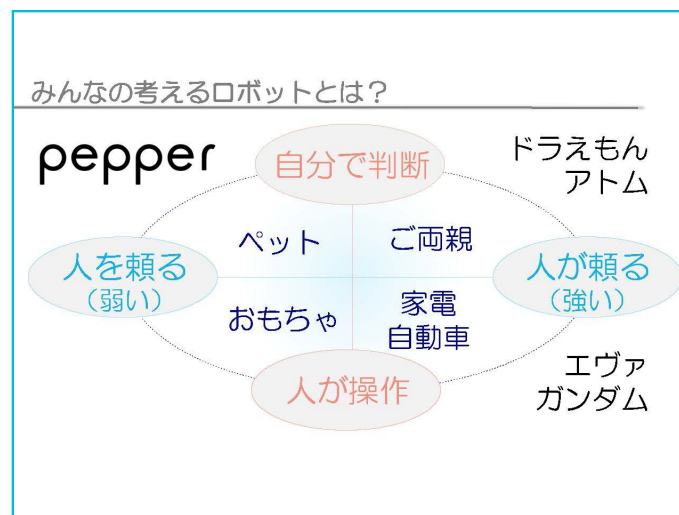 みんなの考えるロボットとは?
pepper
自分で判断
ドラえもん
アトム
ペット
ご両親
人を頼る
(弱い)
人が頼る
(強い)
おもちゃ
家電
自動車
人が操作
エヴァ
ガンダム